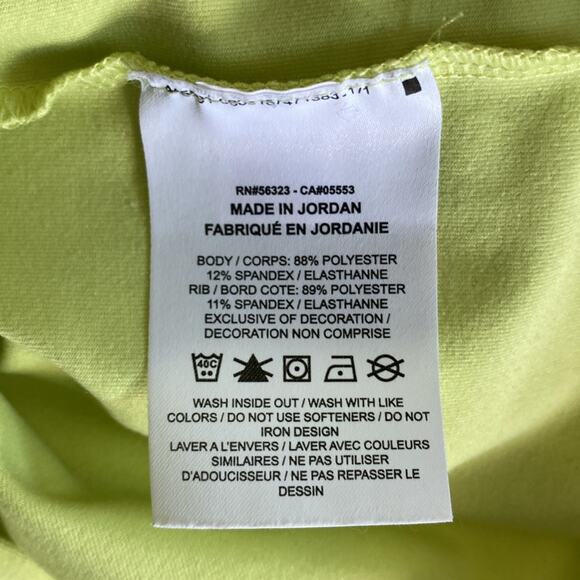 RN#56323 - CA#05553
MADE IN JORDAN
FABRIQUÉ EN JORDANIE
BODY / CORPS: 88% POLYESTER
12% SPANDEX / ELASTHANNE
RIB / BORD COTE: 89% POLYESTER
11% SPANDEX / ELASTHANNE
EXCLUSIVE OF DECORATION /
DECORATION NON COMPRISE
40C
WASH INSIDE OUT / WASH WITH LIKE
COLORS / DO NOT USE SOFTENERS / DO NOT
IRON DESIGN
LAVER A L'ENVERS / LAVER AVEC COULEURS
SIMILAIRES / NE PAS UTILISER
D'ADOUCISSEUR / NE PAS REPASSER LE
DESSIN